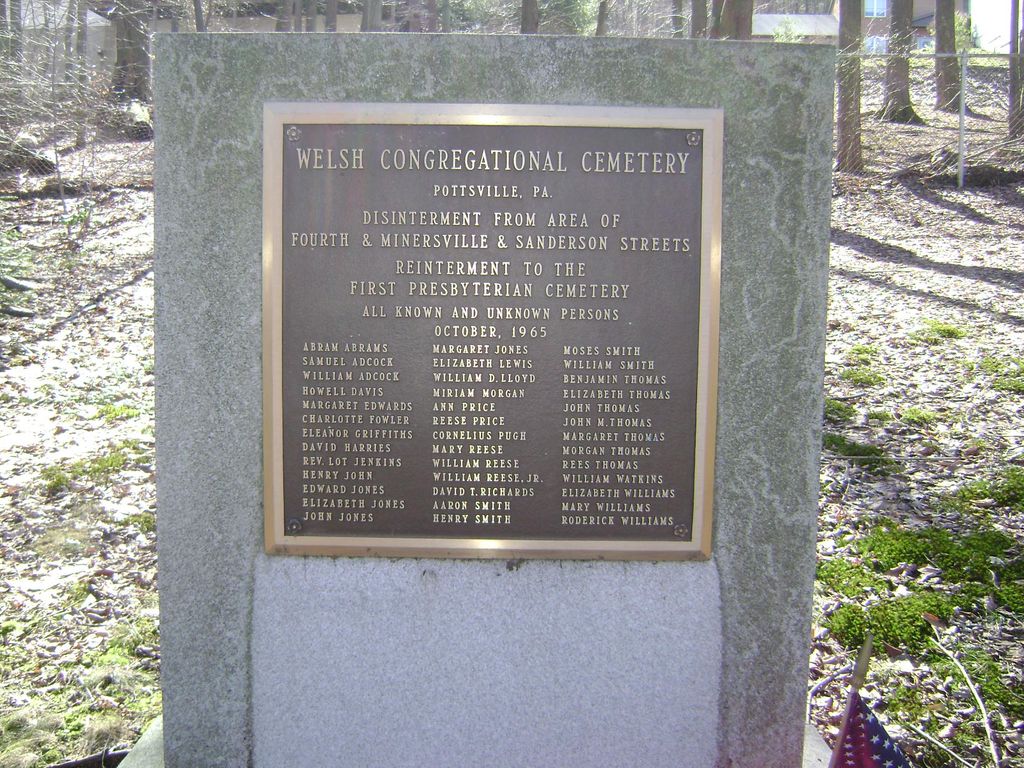 WELSH CONGREGATIONAL CEMETERY
POTTSVILLE, PA.
DISINTERMENT FROM AREA OF
FOURTH & MINERSVILLE & SANDERSON STREETS
REINTERMENT TO THE
FIRST PRESBYTERIAN CEMETERY
ALL KNOWN AND UNKNOWN PERSONS
OCTOBER, 1965
ABRAM ABRAMS
SAMUEL ADCOCK
WILLIAM ADCOCK
HOWELL DAVIS
MARGARET EDWARDS
CHARLOTTE FOWLER
ELEANOR GRIFFITHS
DAVID HARRIES
REV. LOT JENKINS
HENRY JOHN
EDWARD JONES
ELIZABETH JONES
JOHN JONES
MARGARET JONES
ELIZABETH LEWIS
WILLIAM D. LLOYD
MIRIAM MORGAN
ANN PRICE
REESE PRICE
CORNELIUS PUGH
MARY REESE
WILLIAM REESE
WILLIAM REESE, JR.
DAVID T. RICHARDS
AARON SMITH
HENRY SMITH
MOSES SMITH
WILLIAM SMITH
BENJAMIN THOMAS
ELIZABETH THOMAS
JOHN THOMAS
JOHN M. THOMAS
MARGARET THOMAS
MORGAN THOMAS
REES THOMAS
WILLIAM WATKINS
ELIZABETH WILLIAMS
MARY WILLIAMS
RODERICK WILLIAMS